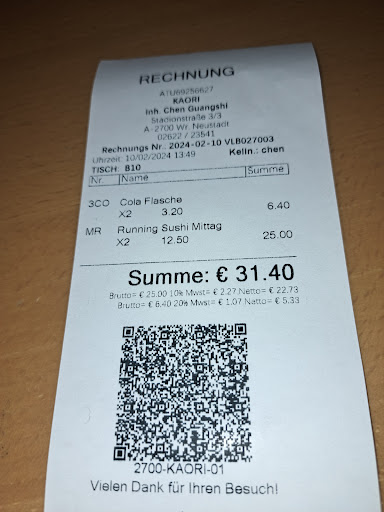 RECHNUNG
ATU69256627
KAORI
Inh. Chen Guangshi
Stadionstraße 3/3
A-2700 Wr. Neustadt
02622 / 23541
Rechnungs Nr.: 2024-02-10 VLB027003
Uhrzeit: 10/02/2024 13:49 Kelln.: chen
TISCH: B10
Nr. Name Summe
3CO Cola Flasche
X2 3.20 6.40
MR Running Sushi Mittag
X2 12.50 25.00
Summe: € 31.40
Brutto= € 25.00 10% Mwst= € 2.27 Netto= € 22.73
Brutto= € 6.40 20% Mwst= € 1.07 Netto= € 5.33
2700-KAORI-01
Vielen Dank für Ihren Besuch!